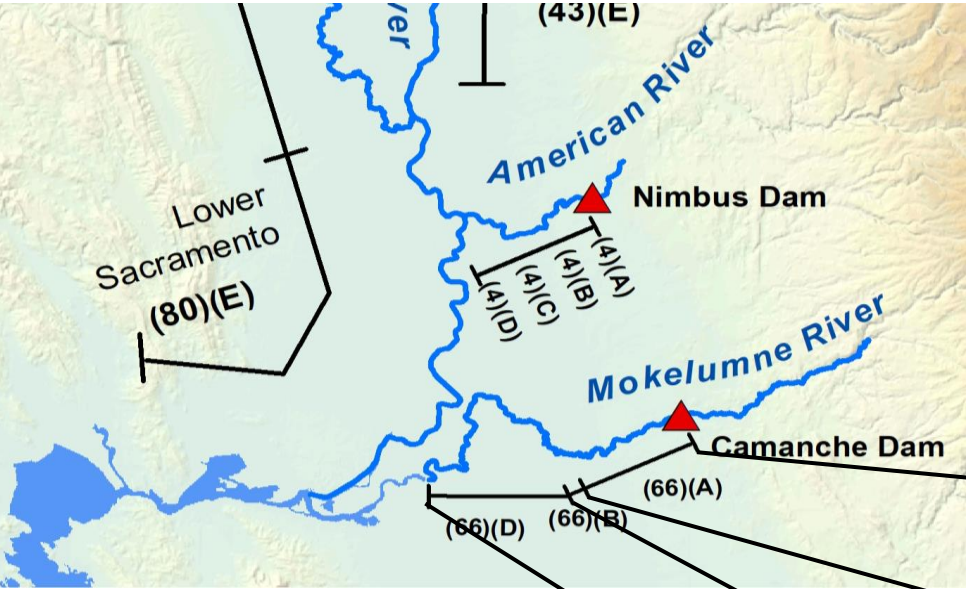 ver
(43)(E)
American River
Nimbus Dam
Lower
Sacramento
(80)(E)
(4)(A)
(4)(B)
(4)(C)
(4)(D)
Mokelumne River
Camanche Dam
(66)(A)
(66)(B)
(66)(D)